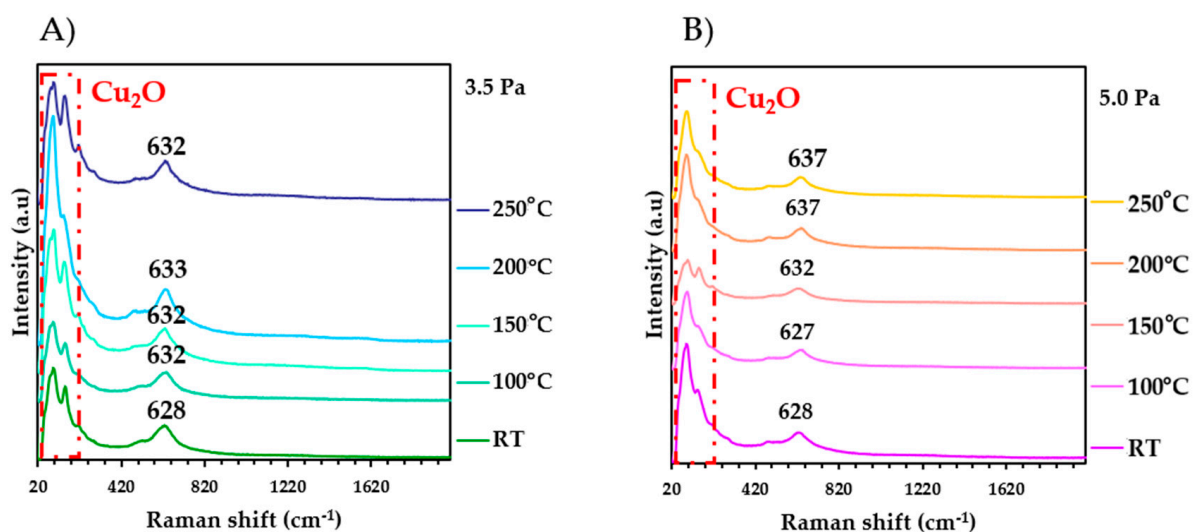 A)
3.5 Pa
Cu₂O
632
633
632
632
628
250°C
200°C
150°C
100°C
RT
Intensity (a.u)
20 420 820 1220 1620
Raman shift (cm⁻¹)
B)
5.0 Pa
Cu₂O
637
637
632
627
628
250°C
200°C
150°C
100°C
RT
Intensity (a.u)
20 420 820 1220 1620
Raman shift (cm⁻¹)